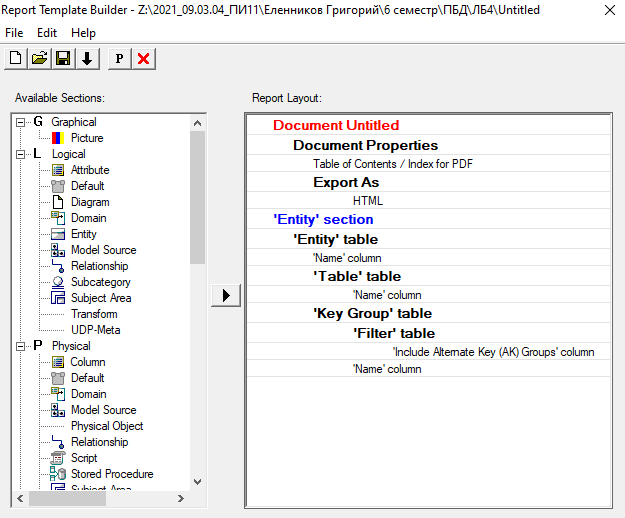 Report Template Builder - Z:\2021_09.03.04_ПИ11\Еленников Григорий\6 семестр\ПБД\ЛБ4\Untitled
File Edit Help
P
Available Sections:
G Graphical
Picture
L Logical
Attribute
Default
Diagram
Domain
Entity
Model Source
Relationship
Subcategory
Subject Area
Transform
UDP-Meta
P Physical
Column
Default
Domain
Model Source
Physical Object
Relationship
Script
Stored Procedure
Subject Area
Report Layout:
Document Untitled
Document Properties
Table of Contents / Index for PDF
Export As
HTML
'Entity' section
'Entity' table
'Name' column
'Table' table
'Name' column
'Key Group' table
'Filter' table
'Include Alternate Key (AK) Groups' column
'Name' column